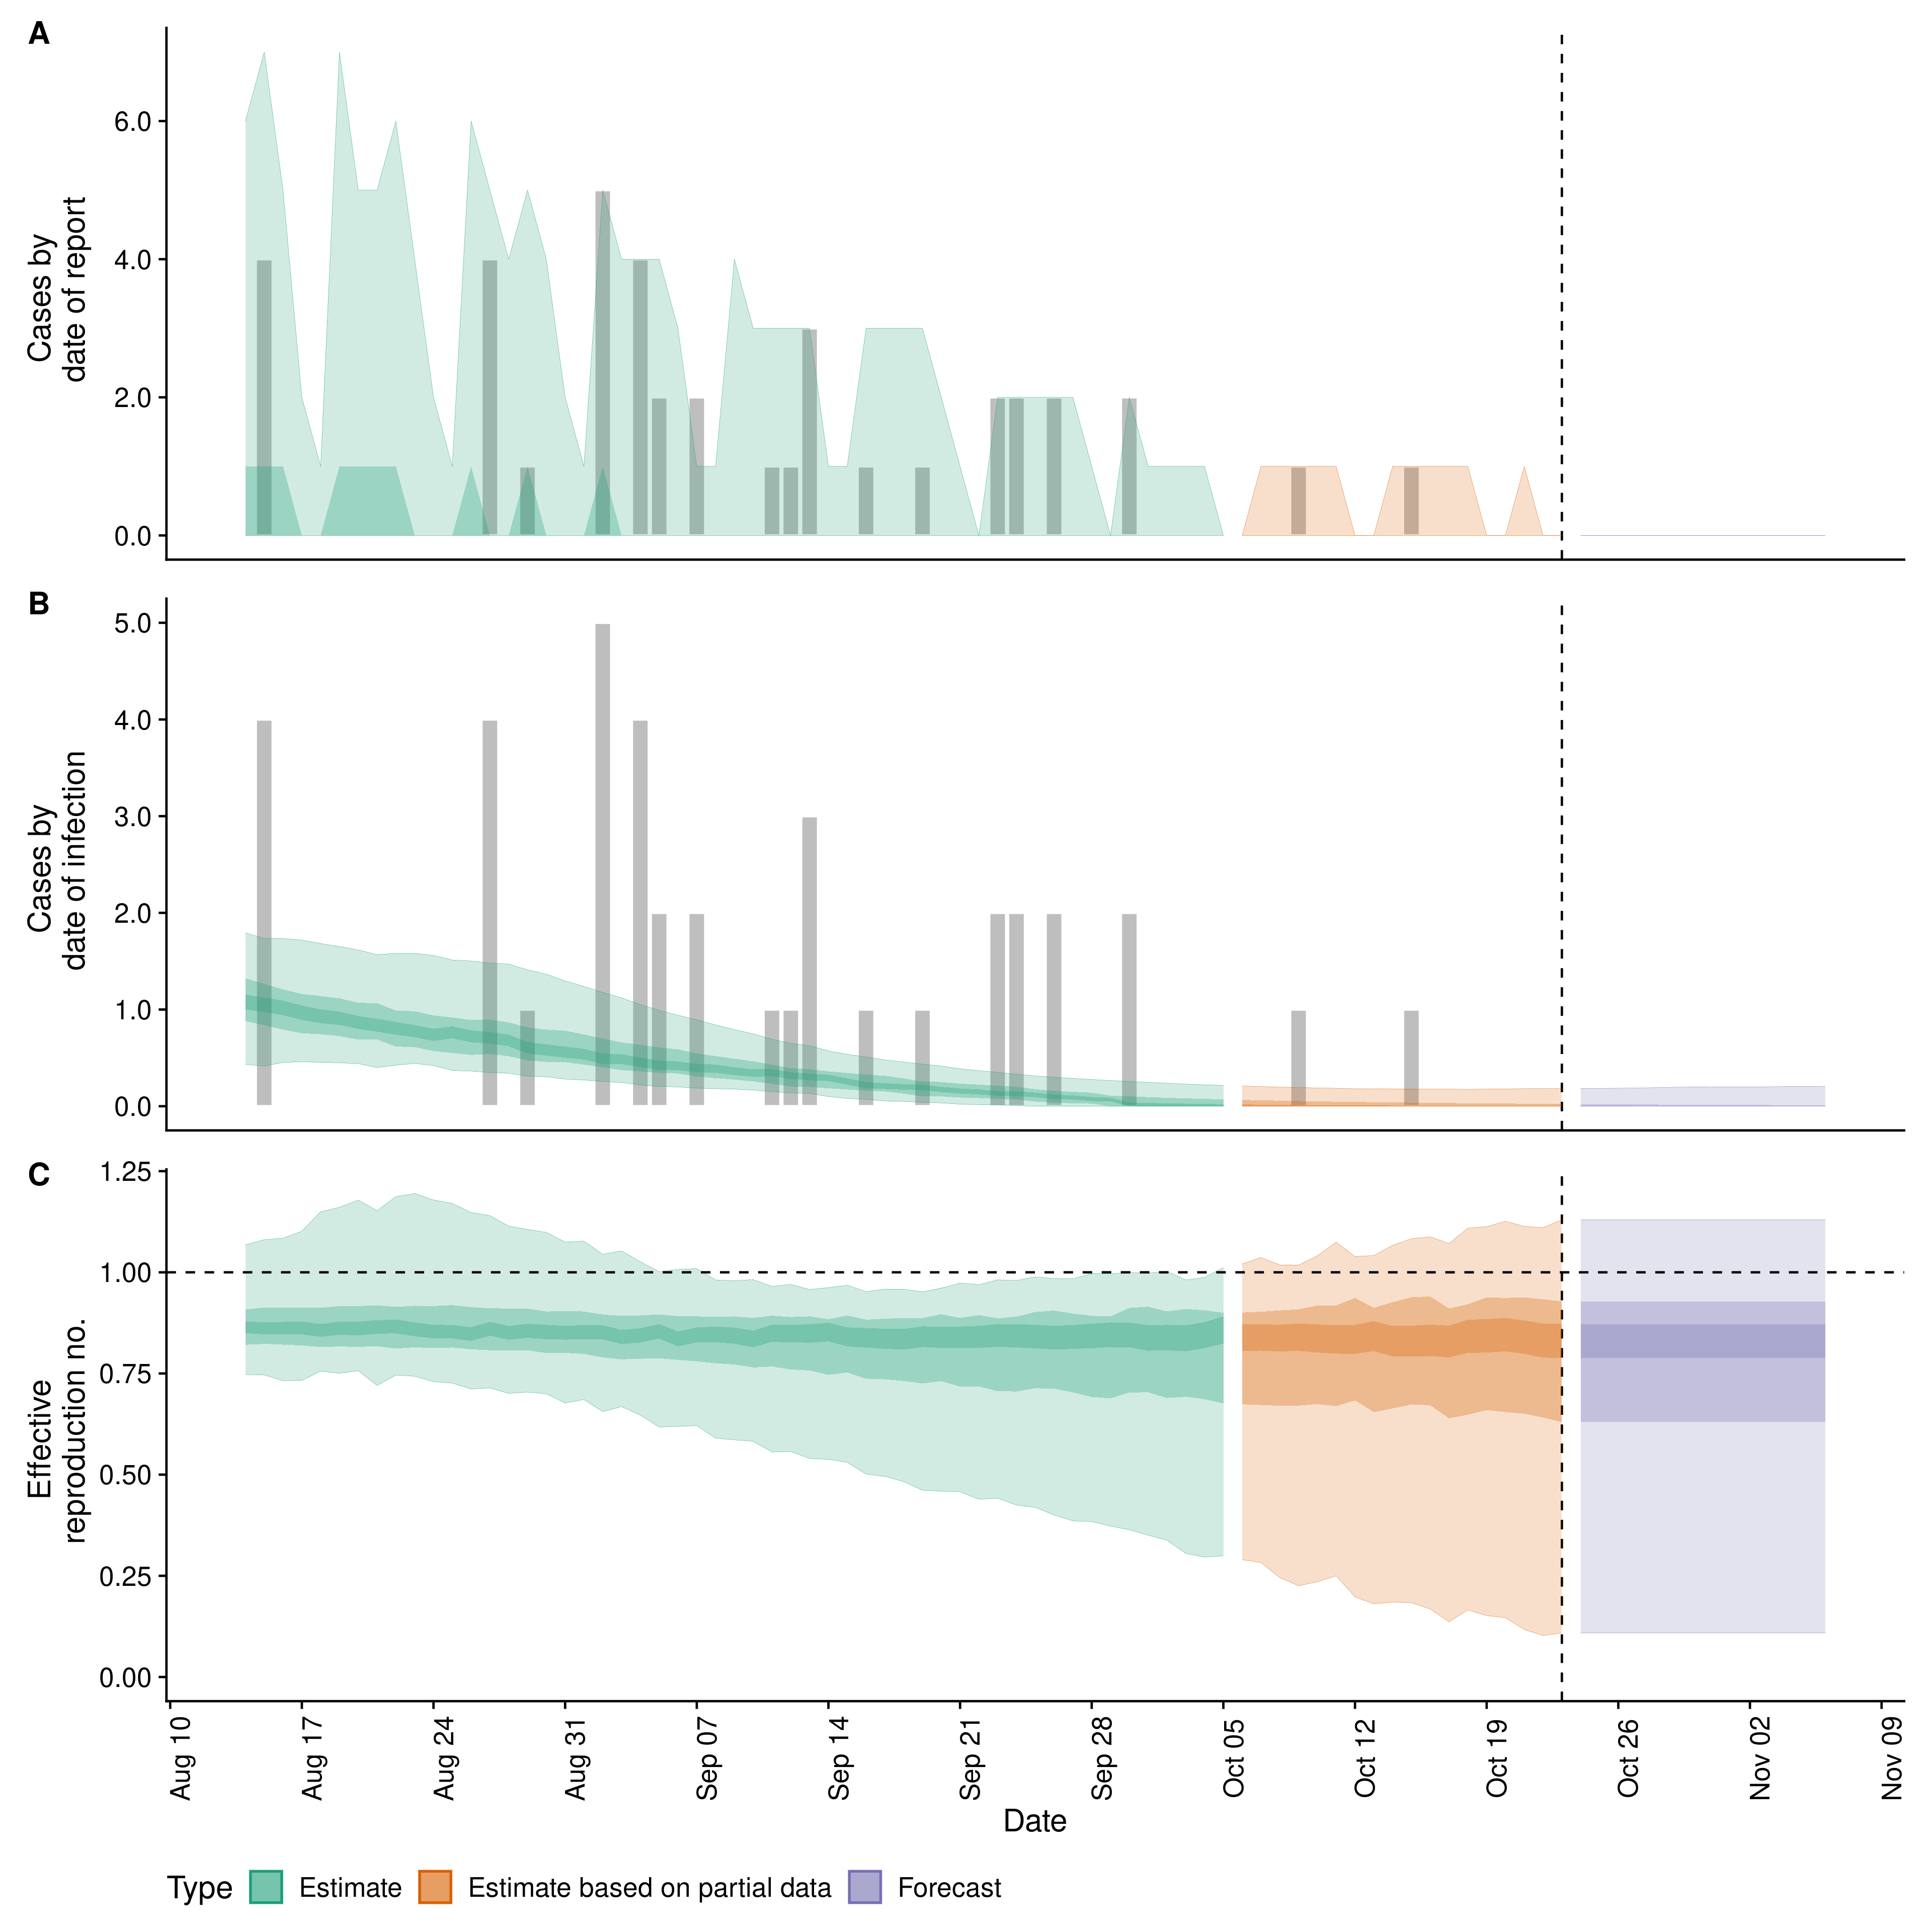 A
Cases by
date of report
6.0
4.0
2.0
0.0
B
Cases by
date of infection
5.0
4.0
3.0
2.0
1.0
0.0
C
Effective
reproduction no.
1.25
1.00
0.75
0.50
0.25
0.00
Aug 10
Aug 17
Aug 24
Aug 31
Sep 07
Sep 14
Sep 21
Sep 28
Oct 05
Oct 12
Oct 19
Oct 26
Nov 02
Nov 09
Date
Type Estimate Estimate based on partial data Forecast